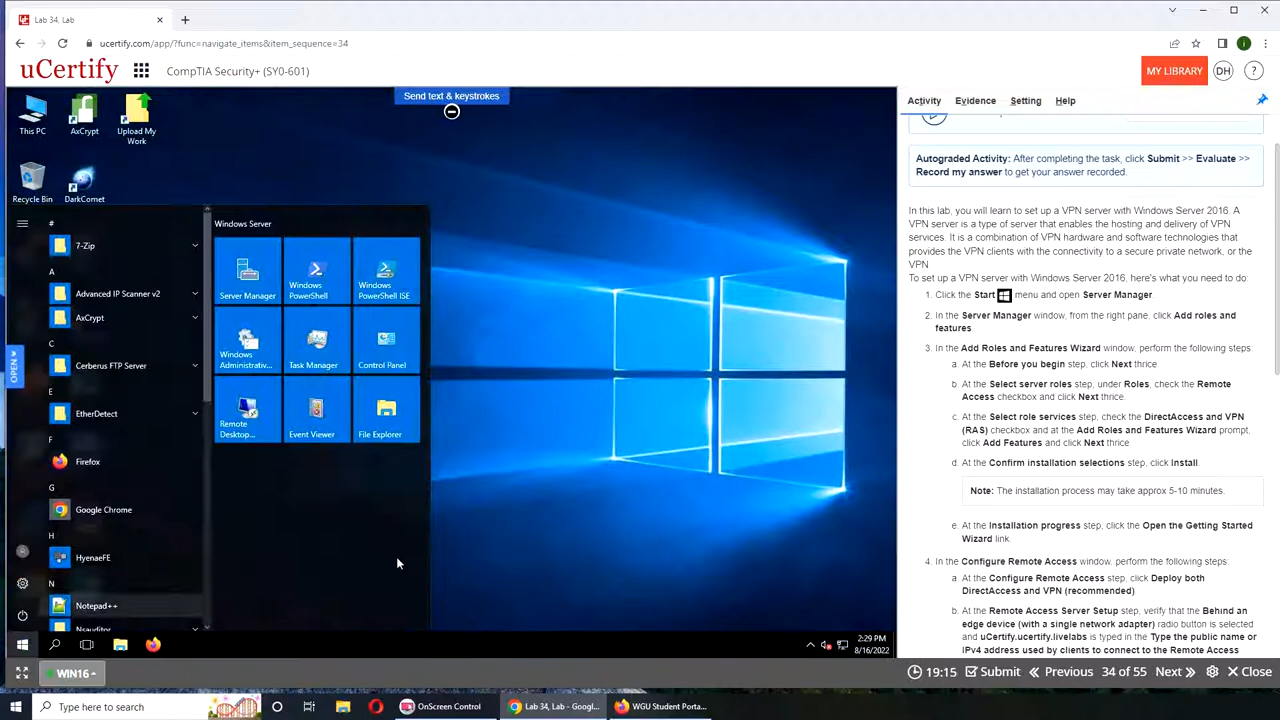 Lab 34, Lab
ucertify.com/app/?func=navigate_items&item_sequence=34
i
uCertify
CompTIA Security+ (SY0-601)
MY LIBRARY
DH
?
Send text & keystrokes
This PC
AxCrypt
Upload My Work
Recycle Bin
DarkComet
OPEN
#
7-Zip
A
Advanced IP Scanner v2
AxCrypt
C
Cerberus FTP Server
E
EtherDetect
F
Firefox
G
Google Chrome
H
HyenaeFE
N
Notepad++
Nsauditor
Windows Server
Server Manager
Windows PowerShell
Windows PowerShell ISE
Windows Administrativ...
Task Manager
Control Panel
Remote Desktop...
Event Viewer
File Explorer
2:29 PM
8/16/2022
Activity
Evidence
Setting
Help
Autograded Activity: After completing the task, click Submit >> Evaluate >>
Record my answer to get your answer recorded.
In this lab, you will learn to set up a VPN server with Windows Server 2016. A
VPN server is a type of server that enables the hosting and delivery of VPN
services. It is a combination of VPN hardware and software technologies that
provides the VPN clients with the connectivity to a secure private network, or the
VPN
To set up a VPN server with Windows Server 2016, here's what you need to do:
1. Click the Start menu and open Server Manager.
2. In the Server Manager window, from the right pane, click Add roles and
features.
3. In the Add Roles and Features Wizard window, perform the following steps:
a. At the Before you begin step, click Next thrice.
b. At the Select server roles step, under Roles, check the Remote
Access checkbox and click Next thrice.
c. At the Select role services step, check the DirectAccess and VPN
(RAS) checkbox and at the Add Roles and Features Wizard prompt,
click Add Features and click Next thrice
d. At the Confirm installation selections step, click Install.
Note: The installation process may take approx 5-10 minutes.
e. At the Installation progress step, click the Open the Getting Started
Wizard link.
4. In the Configure Remote Access window, perform the following steps:
a. At the Configure Remote Access step, click Deploy both
DirectAccess and VPN (recommended)
b. At the Remote Access Server Setup step, verify that the Behind an
edge device (with a single network adapter) radio button is selected
and uCertify.ucertify.livelabs is typed in the Type the public name or
IPv4 address used by clients to connect to the Remote Access
WIN16
19:15
Submit
Previous
34 of 55
Next
Close
Type here to search
OnScreen Control
Lab 34, Lab - Googl...
WGU Student Porta...